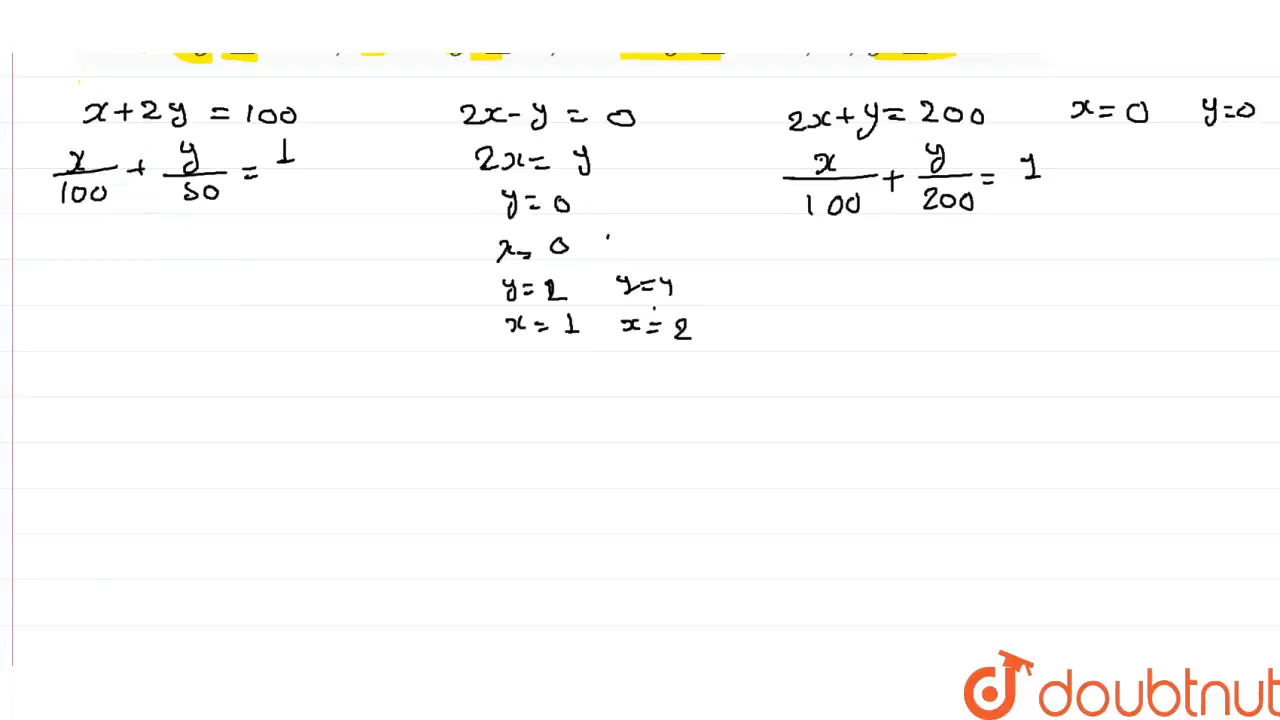 x + 2y = 100    2x - y = 0    2x + y = 200    x = 0    y = 0
x/100 + y/50 = 1    2x = y    x/100 + y/200 = 1
y = 0
x = 0
y = 2    y = 4
x = 1    x = 2
doubtnut